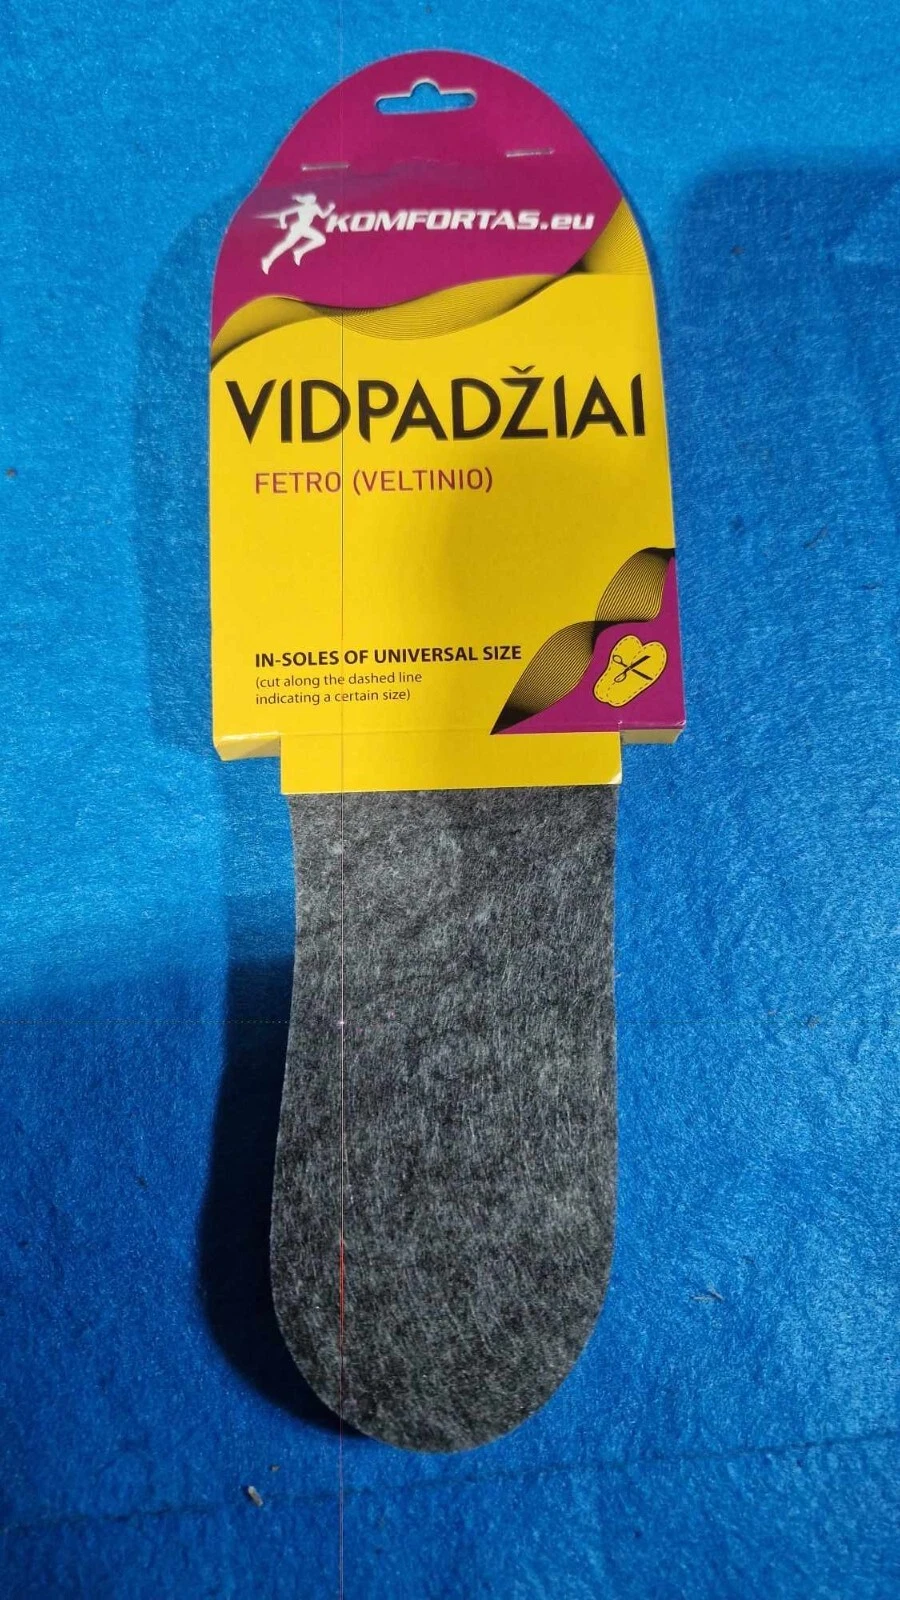 KOMFORTAS.eu
VIDPADŽIAI
FETRO (VELTINIO)
IN-SOLES OF UNIVERSAL SIZE
(cut along the dashed line
indicating a certain size)